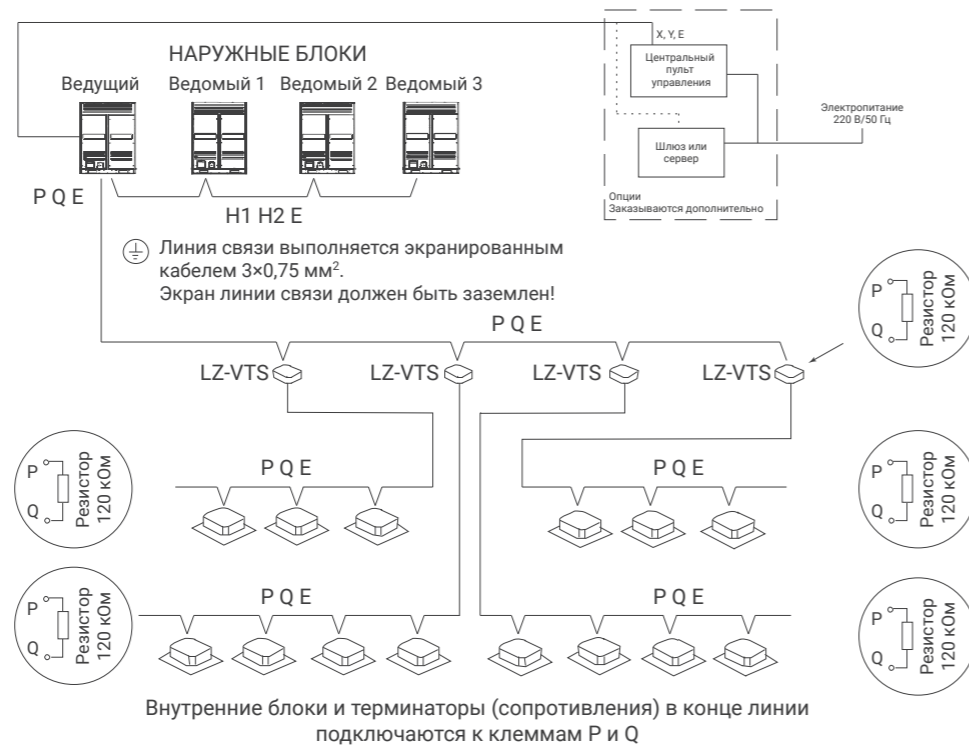 X, Y, E
Центральный
пульт
управления
Электропитание
220 В/50 Гц
Шлюз или
сервер
Опции
Заказываются дополнительно
НАРУЖНЫЕ БЛОКИ
Ведущий Ведомый 1 Ведомый 2 Ведомый 3
P Q E
H1 H2 E
Линия связи выполняется экранированным
кабелем 3×0,75 мм².
Экран линии связи должен быть заземлен!
P Q E
P
Q
Резистор
120 кОм
LZ-VTS LZ-VTS LZ-VTS LZ-VTS
P
Q
Резистор
120 кОм
P Q E
P Q E
P
Q
Резистор
120 кОм
P
Q
Резистор
120 кОм
P Q E
P Q E
P
Q
Резистор
120 кОм
Внутренние блоки и терминаторы (сопротивления) в конце линии
подключаются к клеммам P и Q